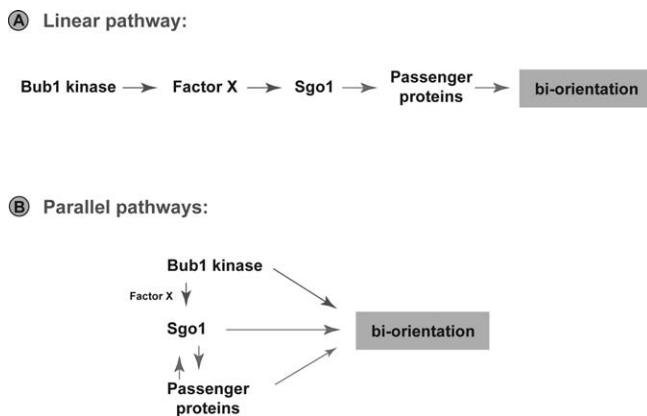 A Linear pathway:
Bub1 kinase Factor X Sgo1 Passenger proteins bi-orientation
B Parallel pathways:
Bub1 kinase
Factor X
Sgo1 bi-orientation
Passenger
proteins